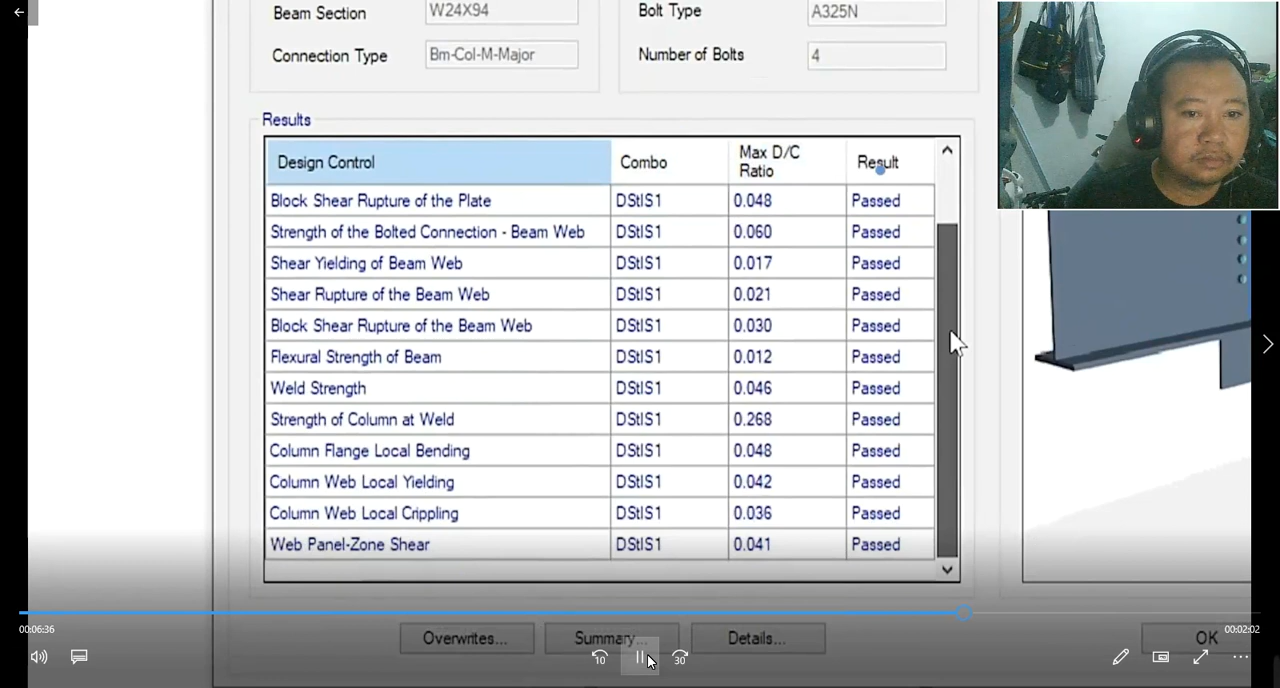 Beam Section W24X94 Bolt Type A325N
Connection Type Bm-Col-M-Major Number of Bolts 4
Results
Design Control Combo Max D/C Ratio Result
Block Shear Rupture of the Plate DStlS1 0.048 Passed
Strength of the Bolted Connection - Beam Web DStlS1 0.060 Passed
Shear Yielding of Beam Web DStlS1 0.017 Passed
Shear Rupture of the Beam Web DStlS1 0.021 Passed
Block Shear Rupture of the Beam Web DStlS1 0.030 Passed
Flexural Strength of Beam DStlS1 0.012 Passed
Weld Strength DStlS1 0.046 Passed
Strength of Column at Weld DStlS1 0.268 Passed
Column Flange Local Bending DStlS1 0.048 Passed
Column Web Local Yielding DStlS1 0.042 Passed
Column Web Local Crippling DStlS1 0.036 Passed
Web Panel-Zone Shear DStlS1 0.041 Passed
00:06:36 00:02:02
Overwrites... Summary... Details... OK
10 30